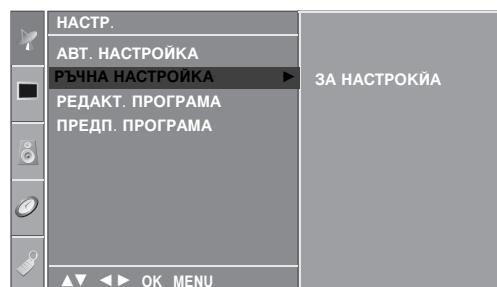 НАСТР.
АВТ. НАСТРОЙКА
РЪЧНА НАСТРОЙКА ► ЗА НАСТРОКЙА
РЕДАКТ. ПРОГРАМА
ПРЕДП. ПРОГРАМА
▲▼ ◄► OK MENU